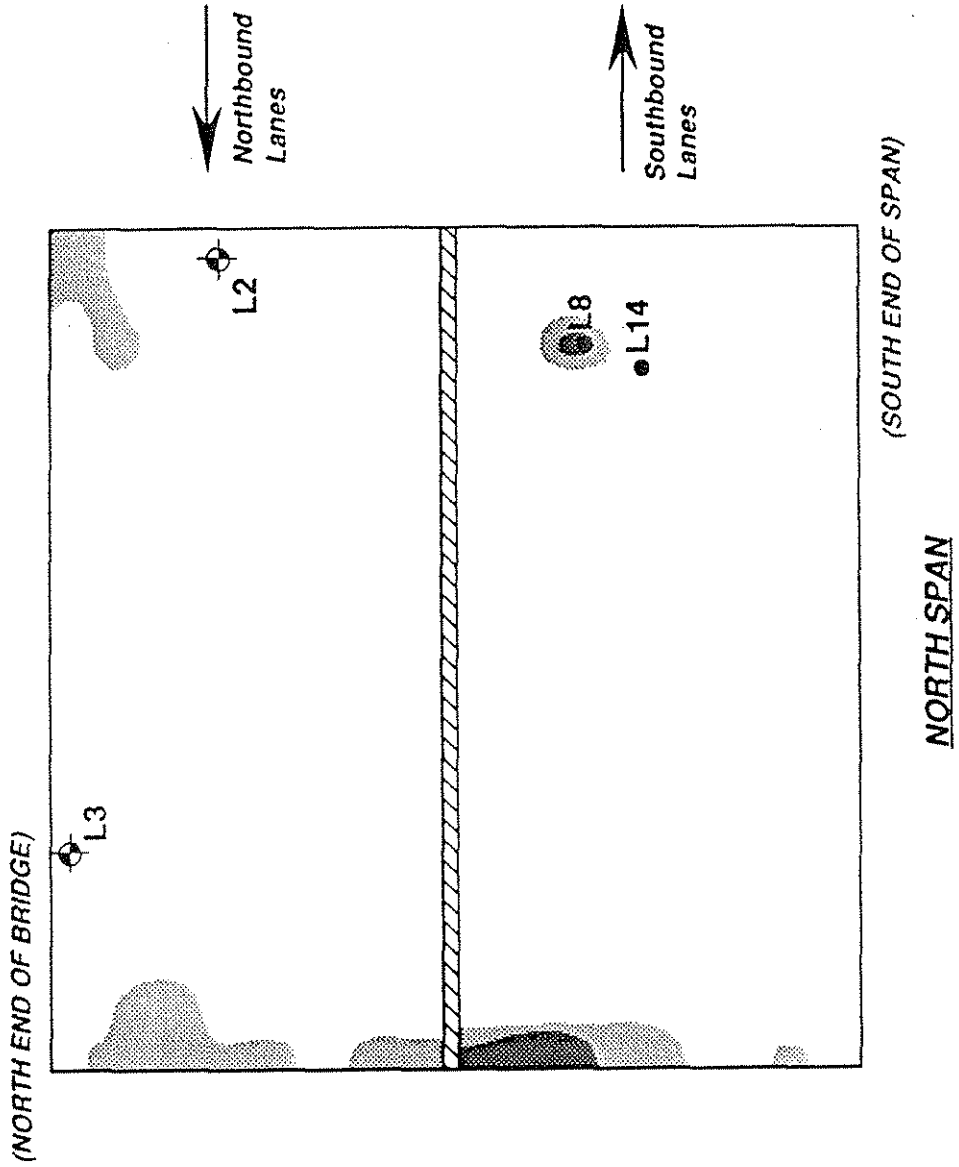 (NORTH END OF BRIDGE)
L3
L2
Northbound
Lanes
L8
L14
Southbound
Lanes
(SOUTH END OF SPAN)
NORTH SPAN